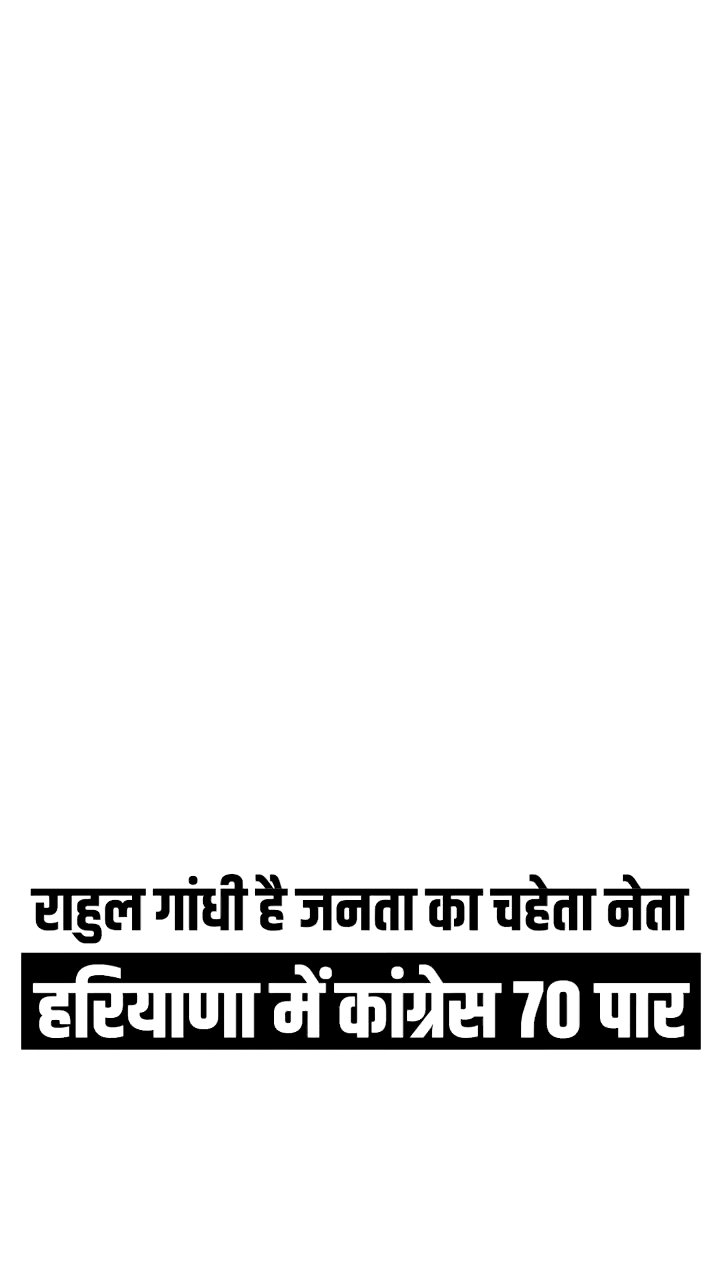 राहुल गांधी है जनता का चहेता नेता
हरियाणा में कांग्रेस 70 पार